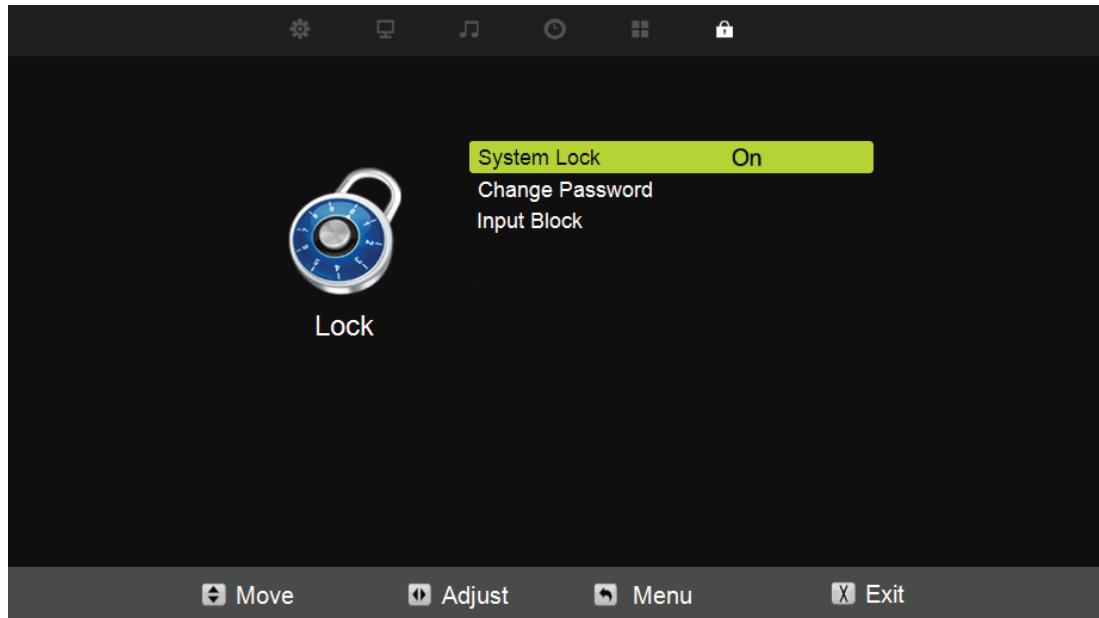 System Lock On
Change Password
Input Block
Lock
Move Adjust Menu X Exit